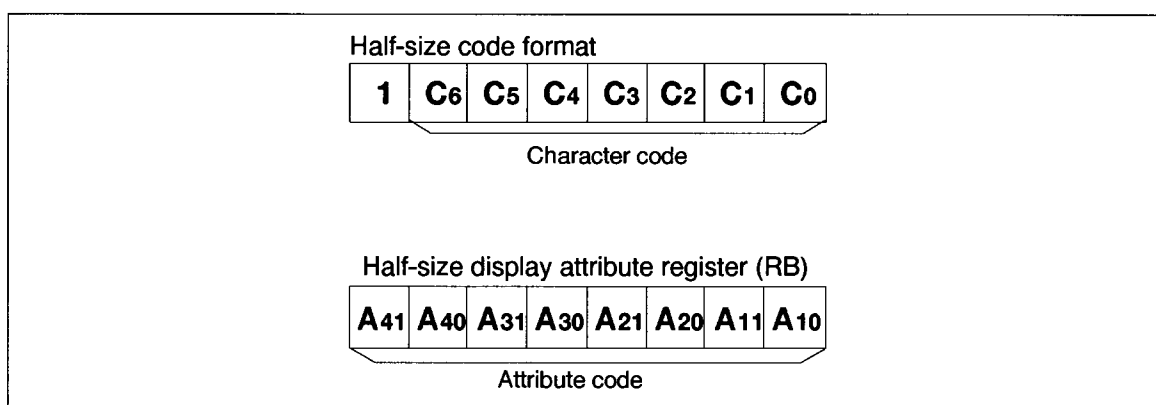 Half-size code format
1 C6 C5 C4 C3 C2 C1 C0
Character code
Half-size display attribute register (RB)
A41 A40 A31 A30 A21 A20 A11 A10
Attribute code